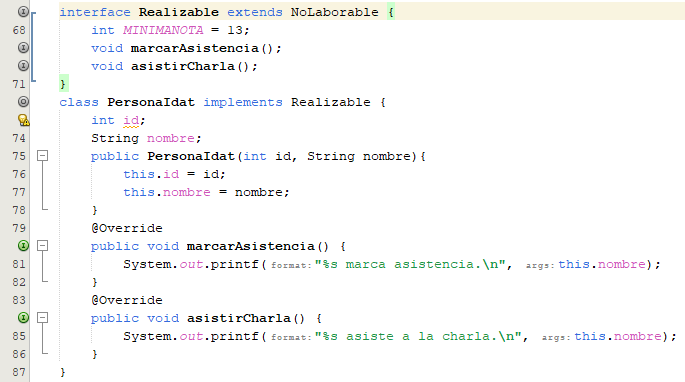 interface Realizable extends NoLaborable {
68 int MINIMANOTA = 13;
void marcarAsistencia();
void asistirCharla();
71 }
class PersonaIdat implements Realizable {
int id;
74 String nombre;
75 public PersonaIdat(int id, String nombre){
76 this.id = id;
77 this.nombre = nombre;
78 }
79 @Override
public void marcarAsistencia() {
81 System.out.printf(format:"%s marca asistencia.\n", args:this.nombre);
82 }
83 @Override
public void asistirCharla() {
85 System.out.printf(format:"%s asiste a la charla.\n", args:this.nombre);
86 }
87 }